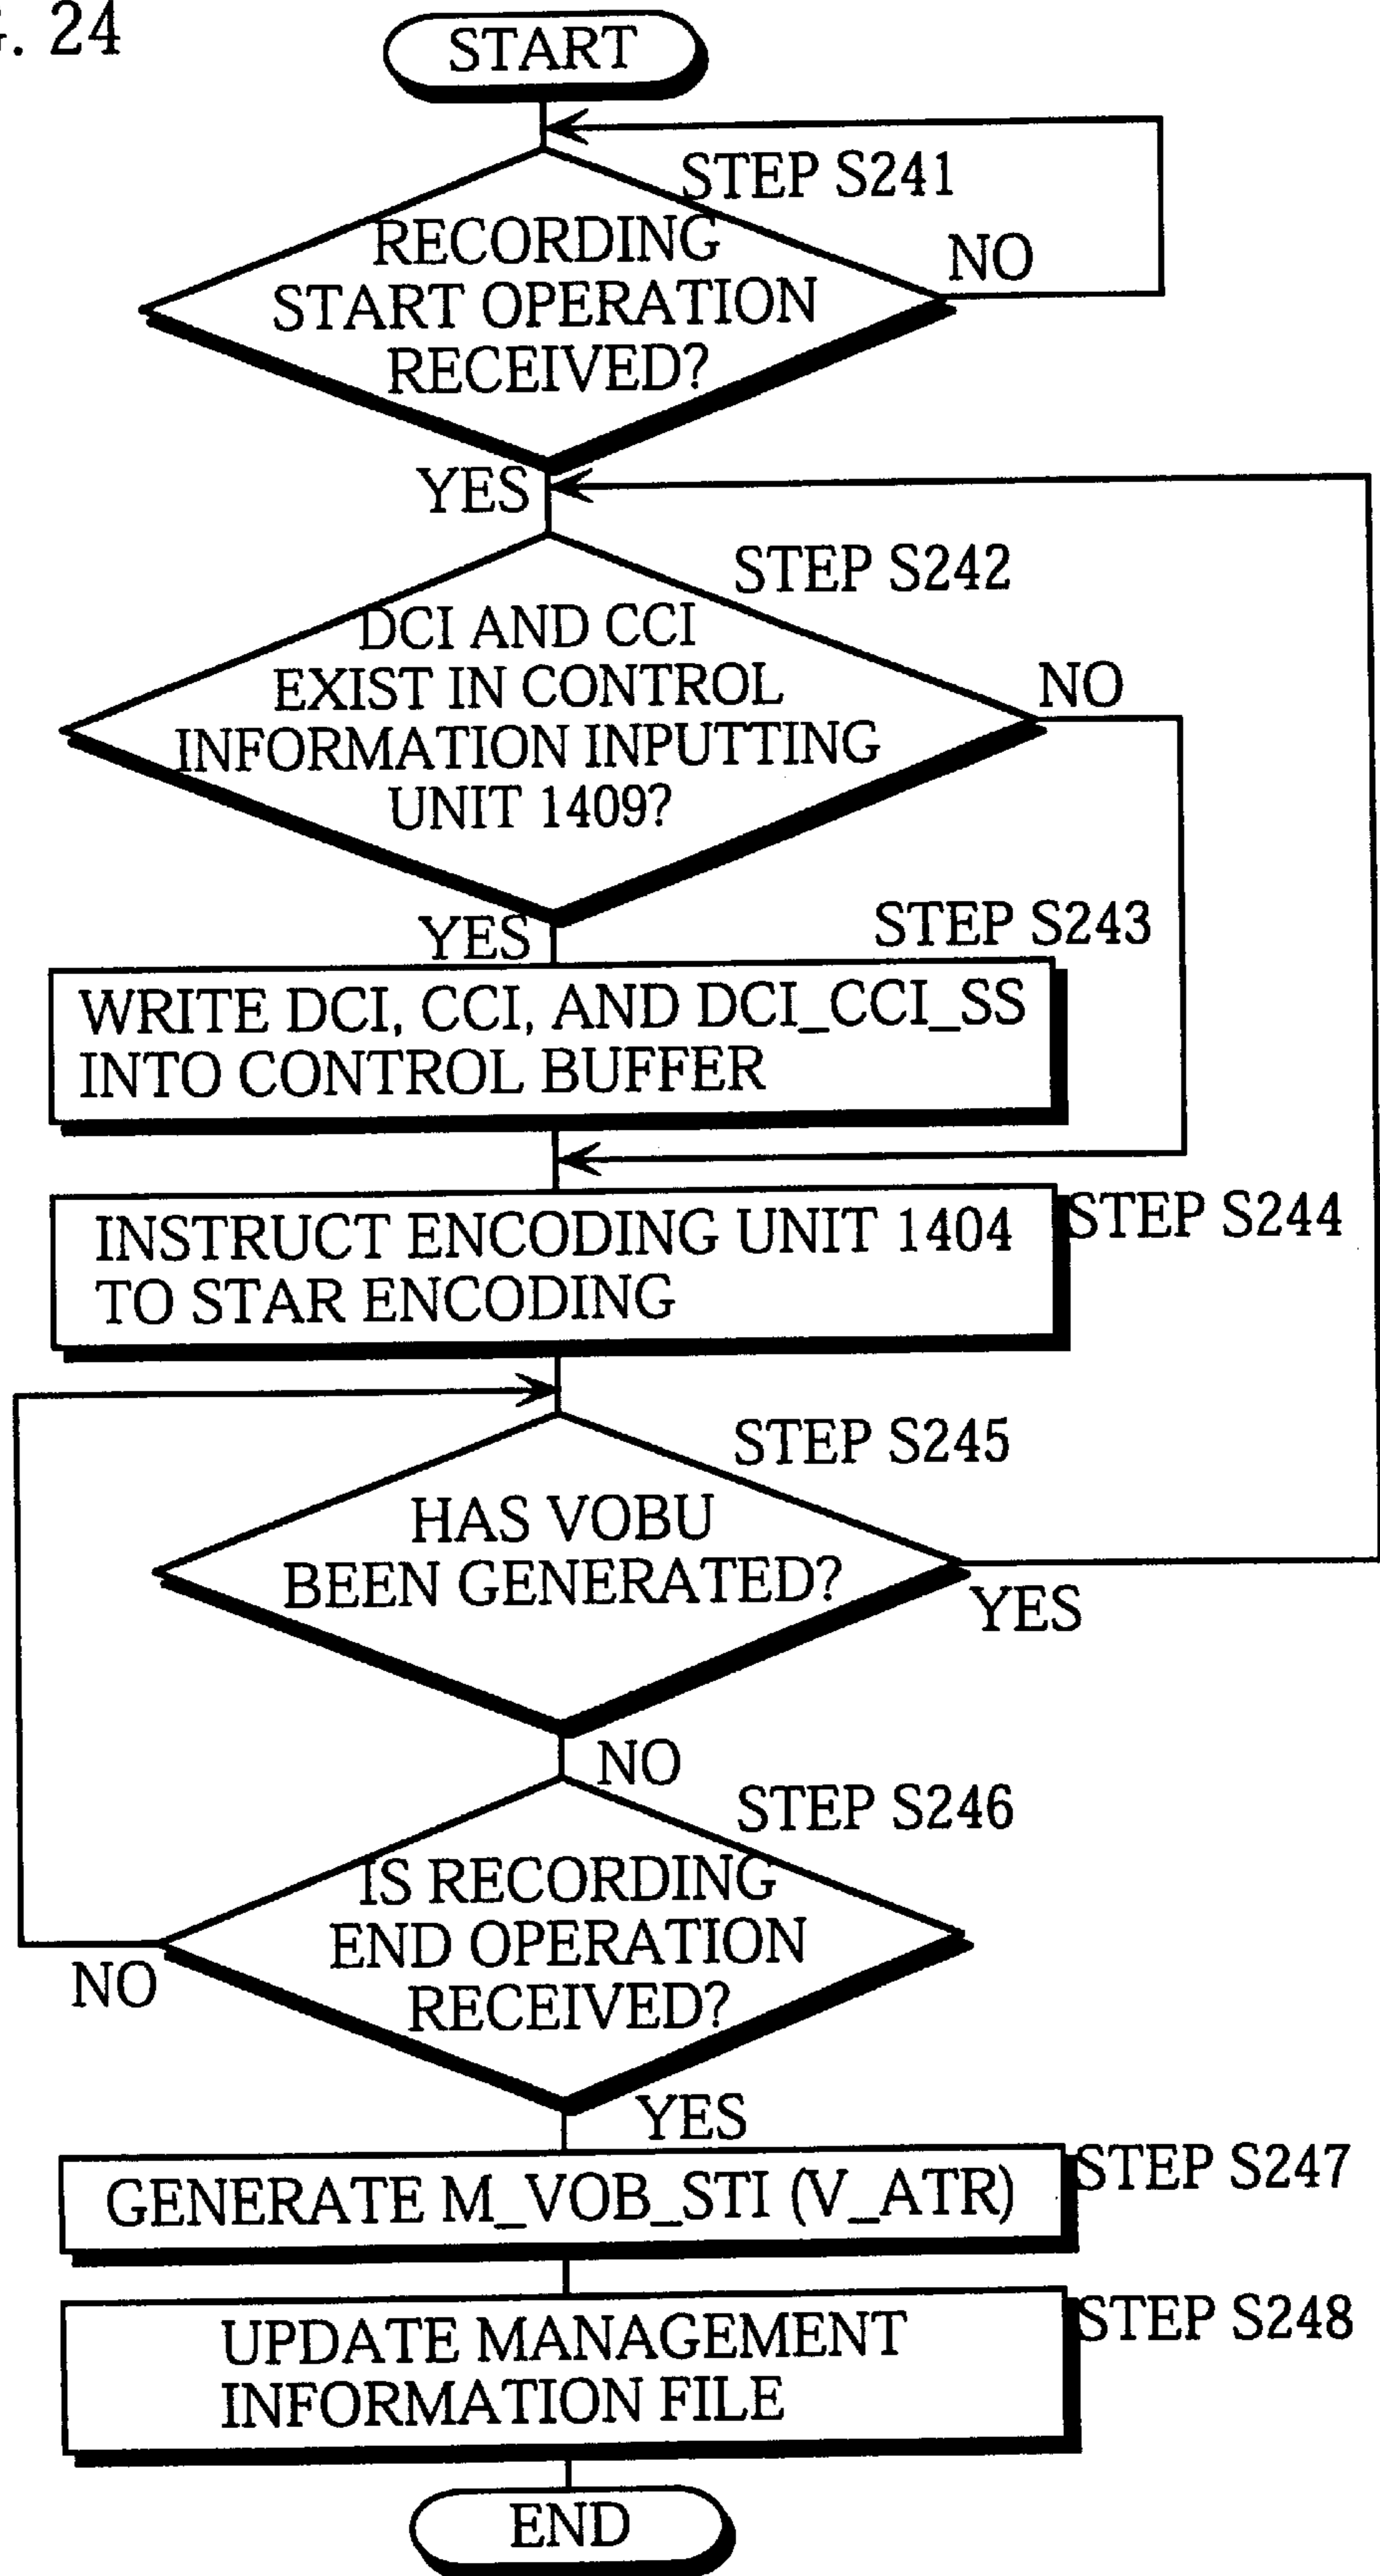 . 24
START
STEP S241
RECORDING
START OPERATION
RECEIVED?
NO
YES
STEP S242
DCI AND CCI
EXIST IN CONTROL
INFORMATION INPUTTING
UNIT 1409?
NO
YES
STEP S243
WRITE DCI, CCI, AND DCI_CCI_SS
INTO CONTROL BUFFER
STEP S244
INSTRUCT ENCODING UNIT 1404
TO STAR ENCODING
STEP S245
HAS VOBU
BEEN GENERATED?
YES
NO
STEP S246
IS RECORDING
END OPERATION
RECEIVED?
NO
YES
STEP S247
GENERATE M_VOB_STI (V_ATR)
STEP S248
UPDATE MANAGEMENT
INFORMATION FILE
END